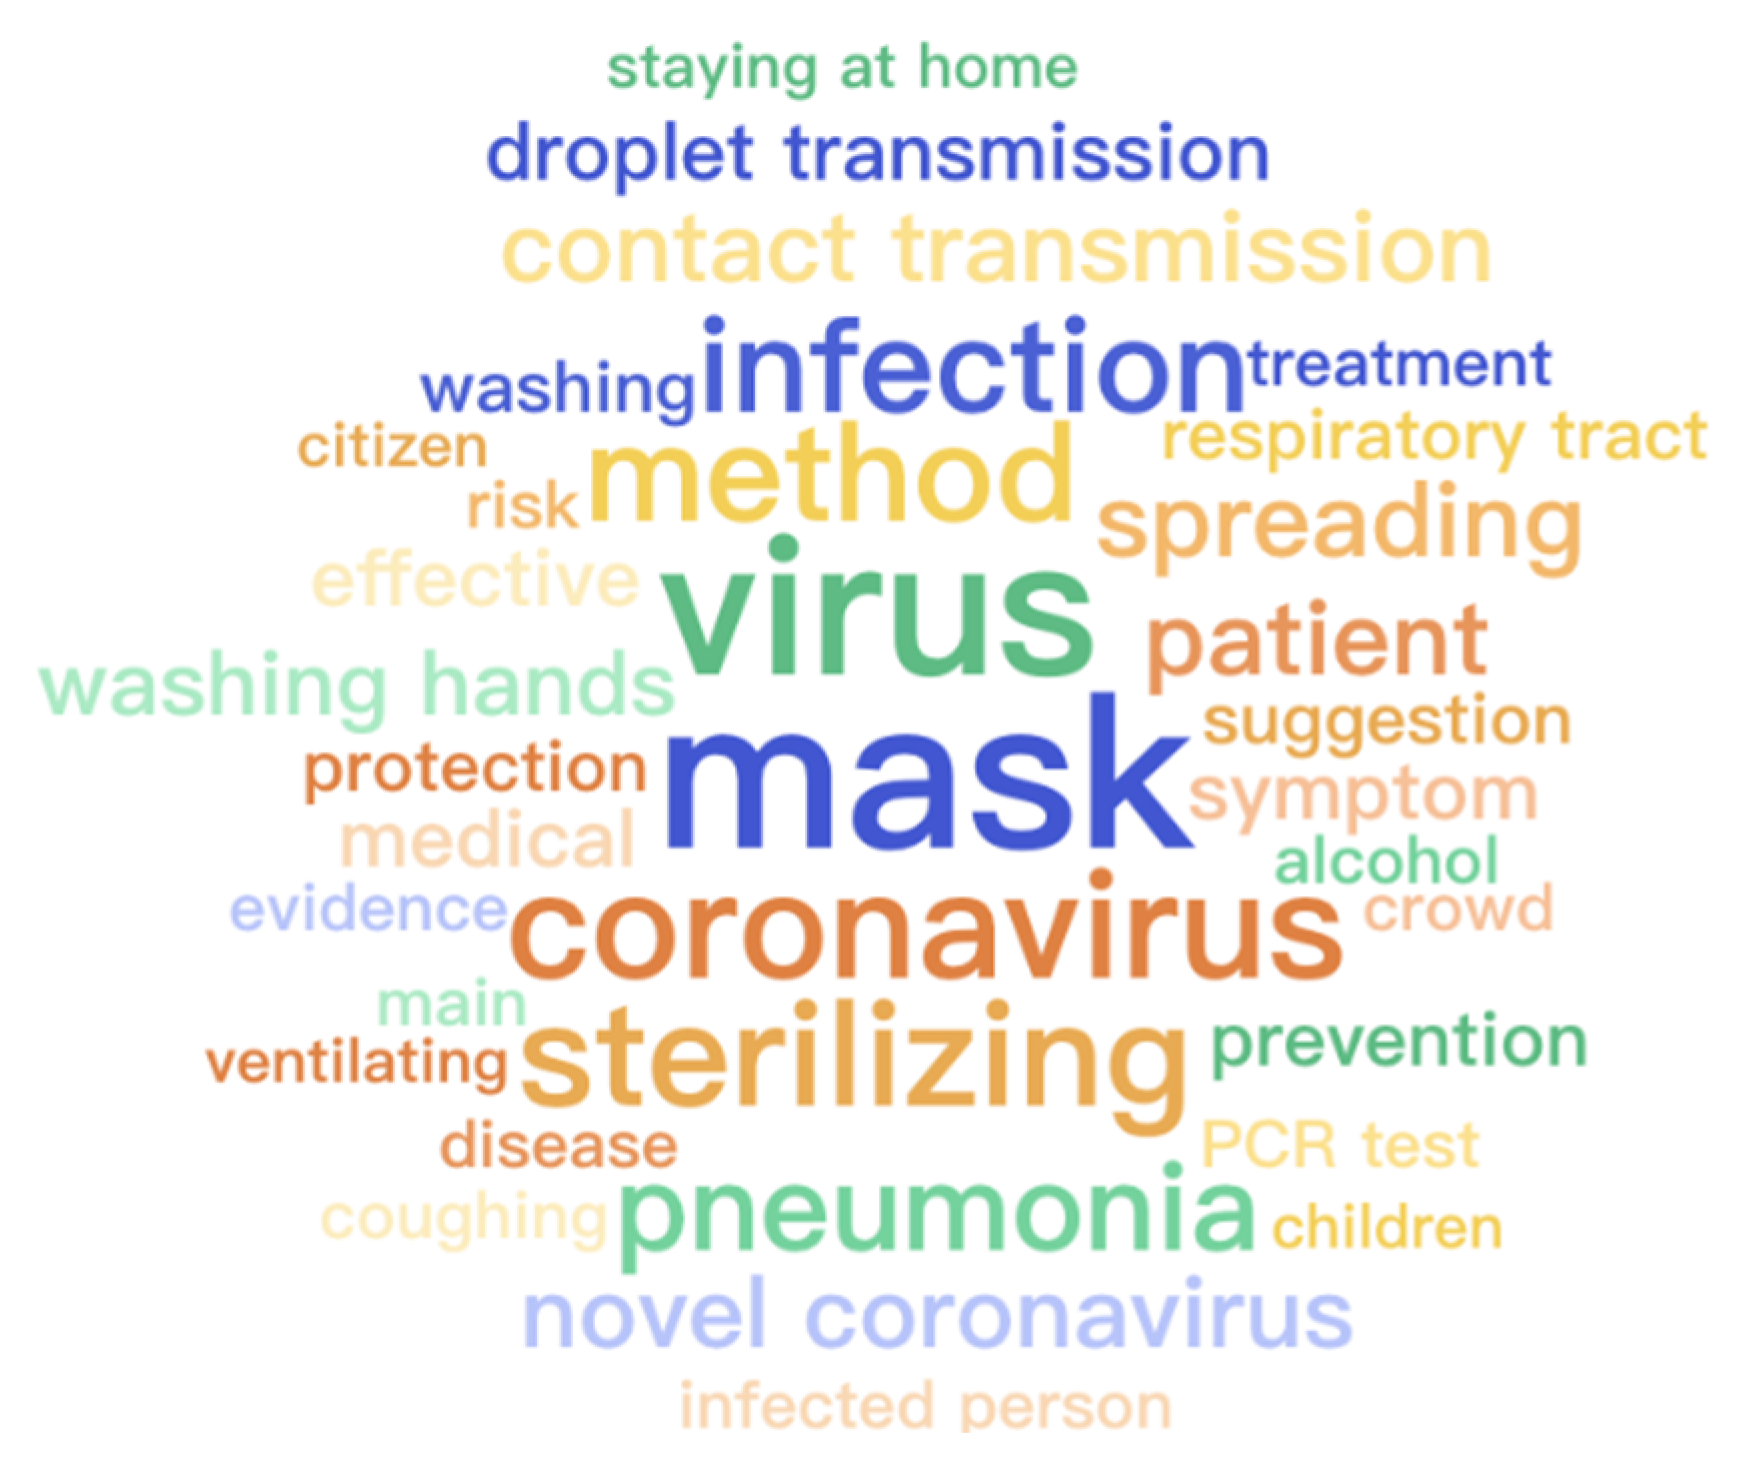 staying at home
droplet transmission
contact transmission
washing infection treatment
citizen method respiratory tract
risk spreading
effective virus patient
washing hands
mask suggestion
protection symptom
medical alcohol
evidence coronavirus crowd
main sterilizing prevention
ventilating
disease PCR test
coughing pneumonia children
novel coronavirus
infected person